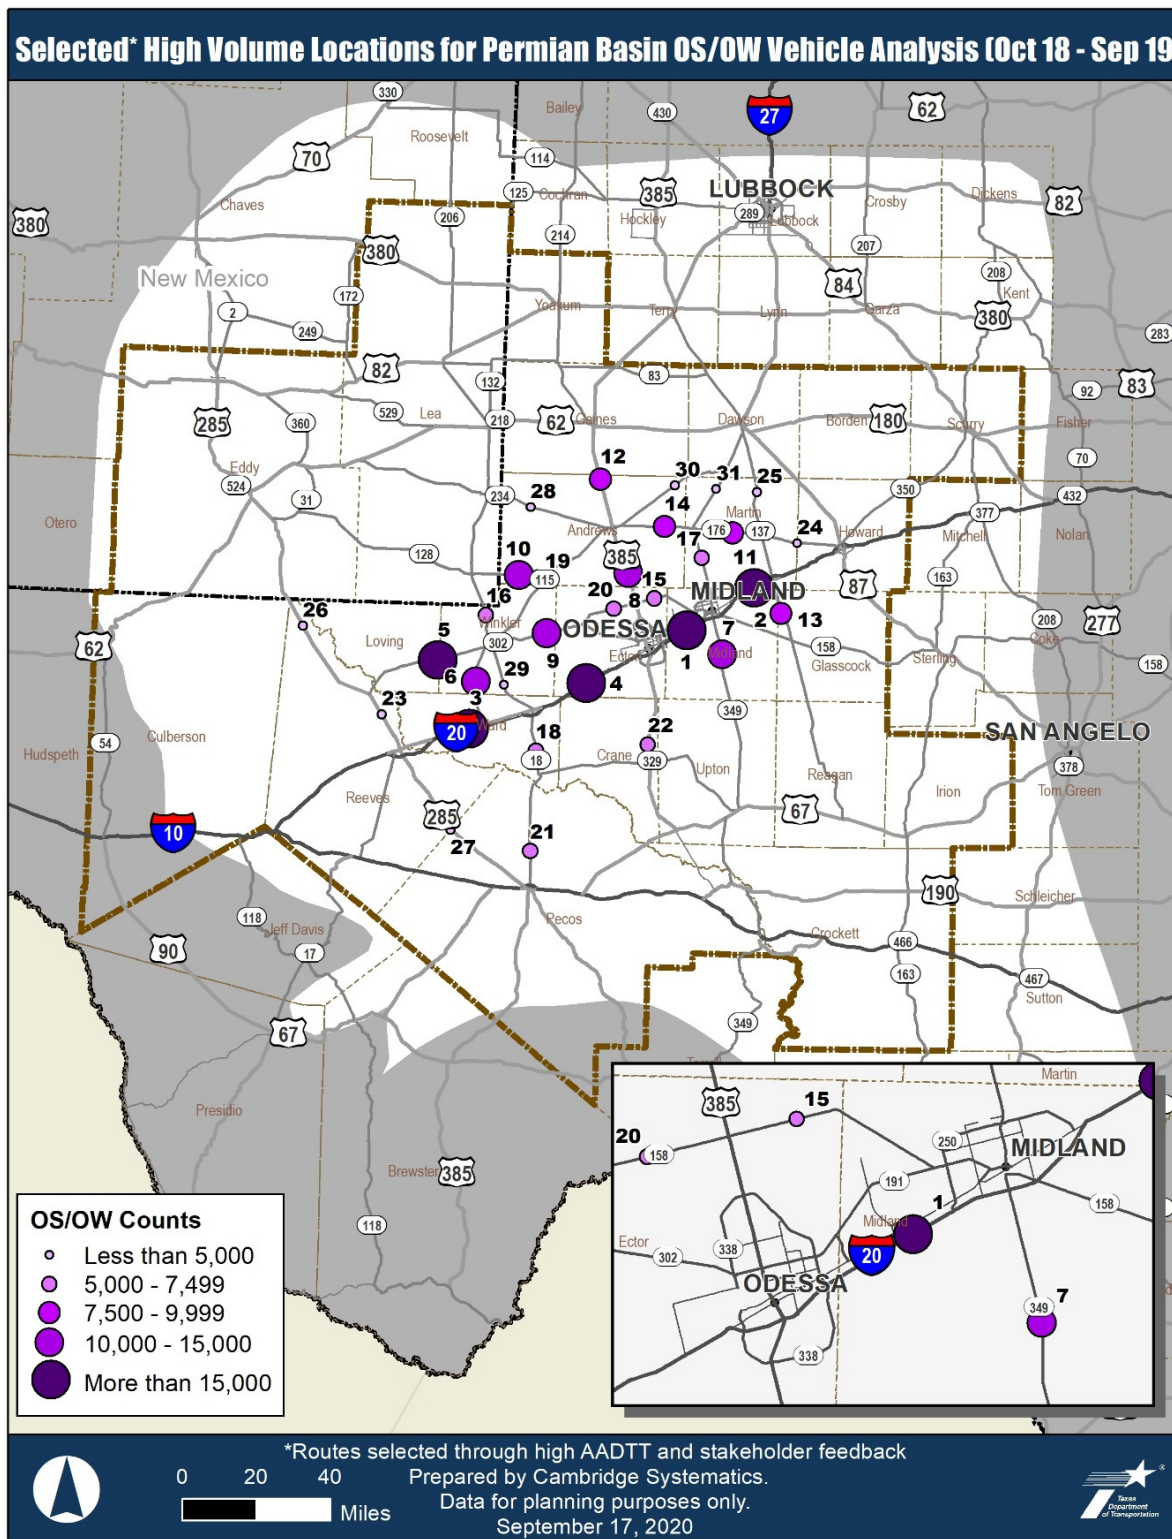 Selected* High Volume Locations for Permian Basin OS/OW Vehicle Analysis (Oct 18 - Sep 19
330
Bailey
430
27
62
Roosevelt
70
114
LUBBOCK
Chaves
125
Cochran
385
Dickens
82
Hockley
289
Lubbock
Crosby
380
206
214
207
New Mexico
380
208
84
Kent
172
Yoakum
Terry
Lynn
Garza
380
2
249
283
82
132
83
83
92
529
Lea
218
62
Gaines
Dawson
Borden
180
285
360
Scurry
Fisher
Eddy
12
70
524
30
31
25
350
31
234
28
432
14
Martin
377
Otero
Andrews
176
137
24
Howard
Mitchell
Nolan
128
17
10
19
385
11
163
115
15
MIDLAND
87
20
8
277
26
16
Winkler
ODESSA
2
13
208
Coke
62
5
302
7
Loving
9
Ector
1
Midland
158
Sterling
158
6
29
Glasscock
4
23
3
349
54
Culberson
20
Ward
18
22
SAN ANGELO
Hudspeth
18
Crane
329
Upton
378
Reagan
Irion
Tom Green
Reeves
10
285
67
27
21
190
Schleicher
118
Pecos
Jeff Davis
Crockett
466
90
17
163
467
Sutton
67
349
Presidio
Brewster
385
118
Martin
385
15
20
158
250
MIDLAND
191
1
158
Midland
Ector
302
338
20
ODESSA
7
349
338
OS/OW Counts
Less than 5,000
5,000 - 7,499
7,500 - 9,999
10,000 - 15,000
More than 15,000
*Routes selected through high AADTT and stakeholder feedback
Prepared by Cambridge Systematics.
Data for planning purposes only.
September 17, 2020
0 20 40
Miles
Texas
Department
of Transportation